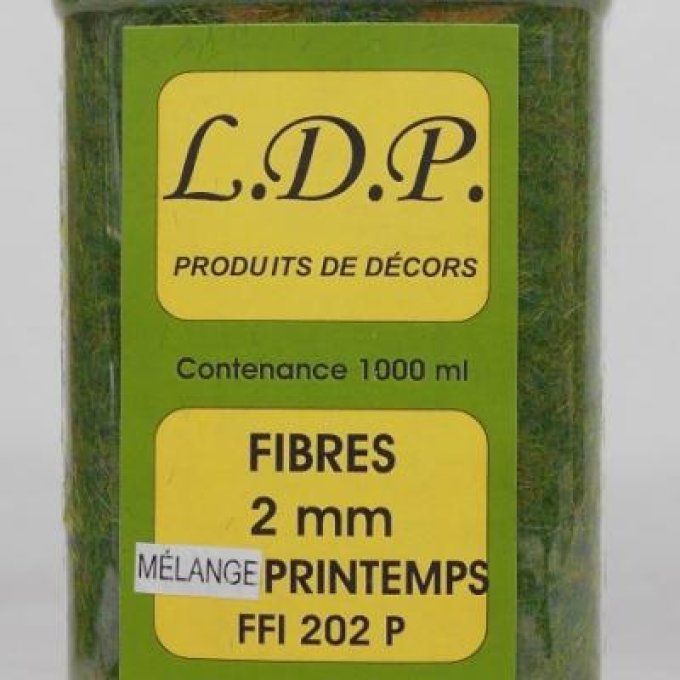 L.D.P.
PRODUITS DE DÉCORS
Contenance 1000 ml
FIBRES
2 mm
MÉLANGE PRINTEMPS
FFI 202 P